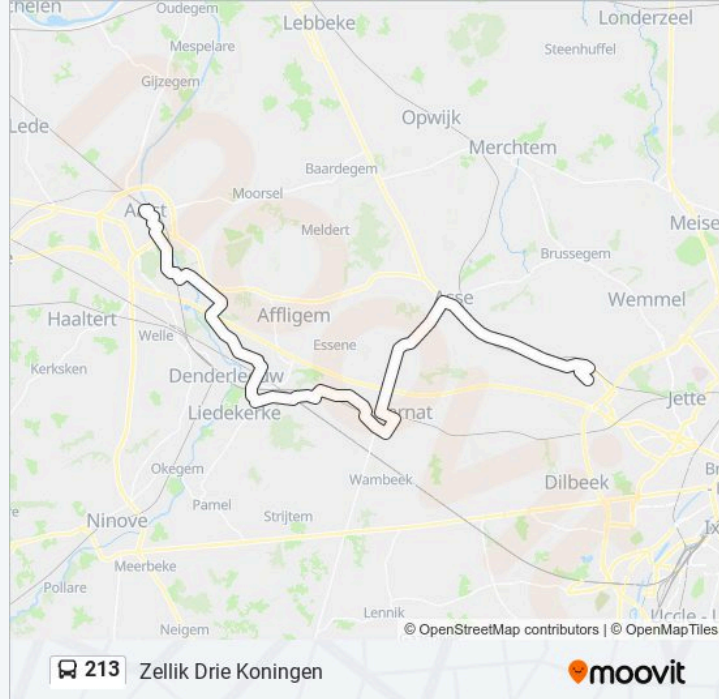 Oudegem
Lebbeke
Londerzeel
Mespelare
Steenhuffel
Gijzegem
Lede
Opwijk
Merchtem
Baardegem
Moorsel
Meldert
Meise
Brussegem
Asse
Wemmel
Haaltert
Affligem
Welle
Essene
Kerksken
Denderleeuw
Jette
Liedekerke
ernat
Okegem
Wambeek
Dilbeek
Pamel
Strijtem
Ninove
Meerbeke
Pollare
Lennik
Neigem
© OpenStreetMap contributors | © OpenMapTiles
213 Zellik Drie Koningen
moovit